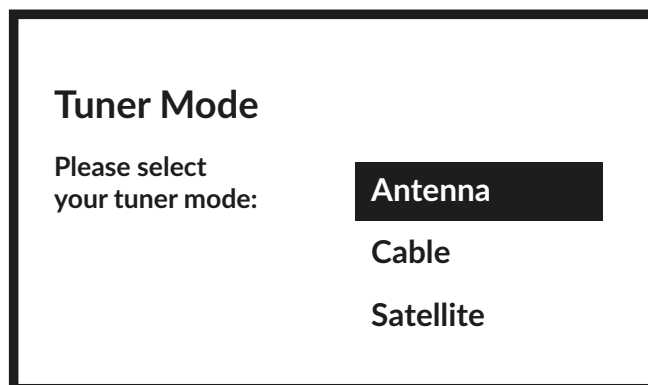 Tuner Mode
Please select
your tuner mode:
Antenna
Cable
Satellite